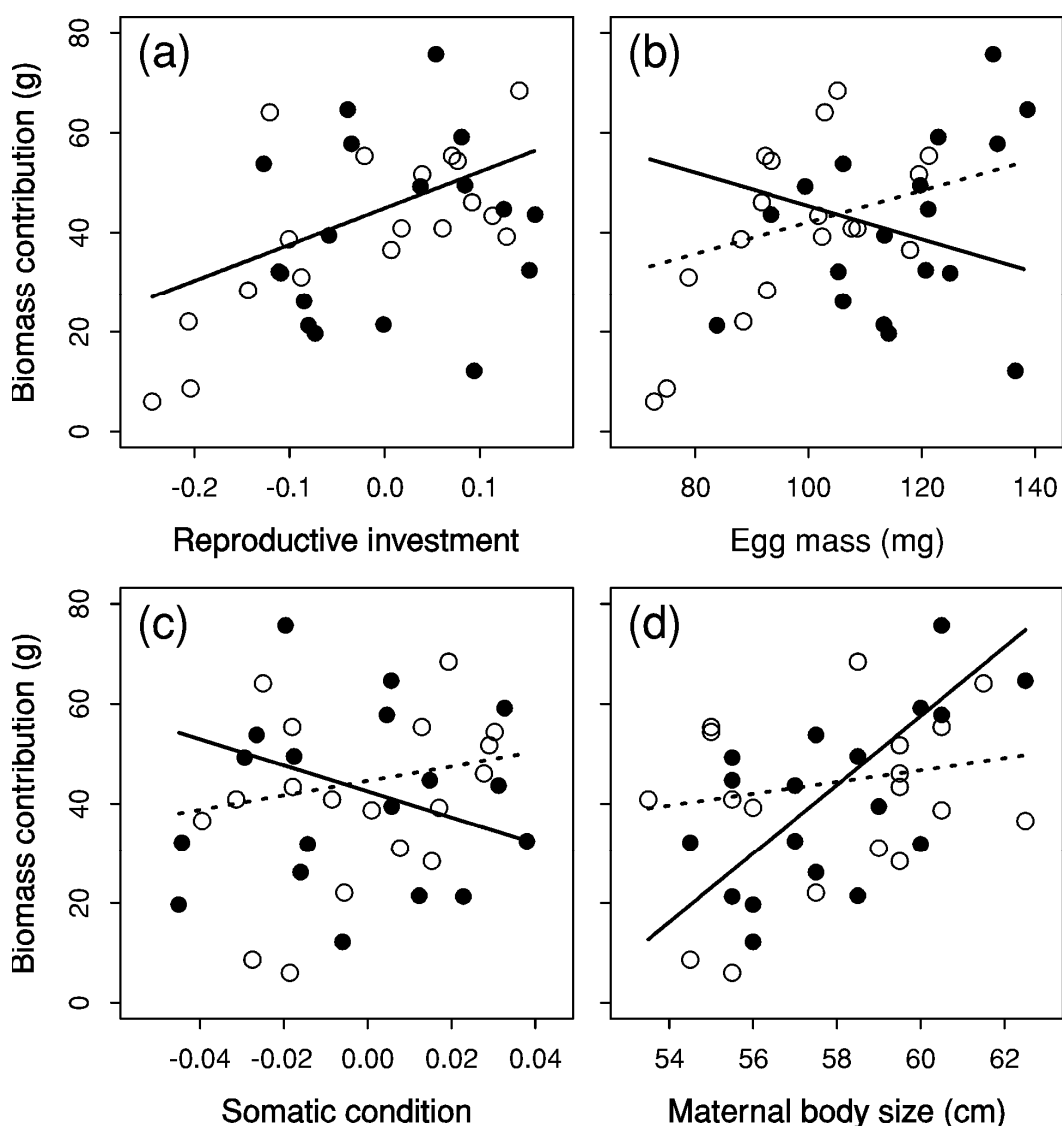 (a)
(b)
Biomass contribution (g)
0
20
40
60
80
-0.2
-0.1
0.0
0.1
Reproductive investment
80
100
120
140
Egg mass (mg)
(c)
(d)
Biomass contribution (g)
0
20
40
60
80
-0.04
-0.02
0.00
0.02
0.04
Somatic condition
54
56
58
60
62
Maternal body size (cm)